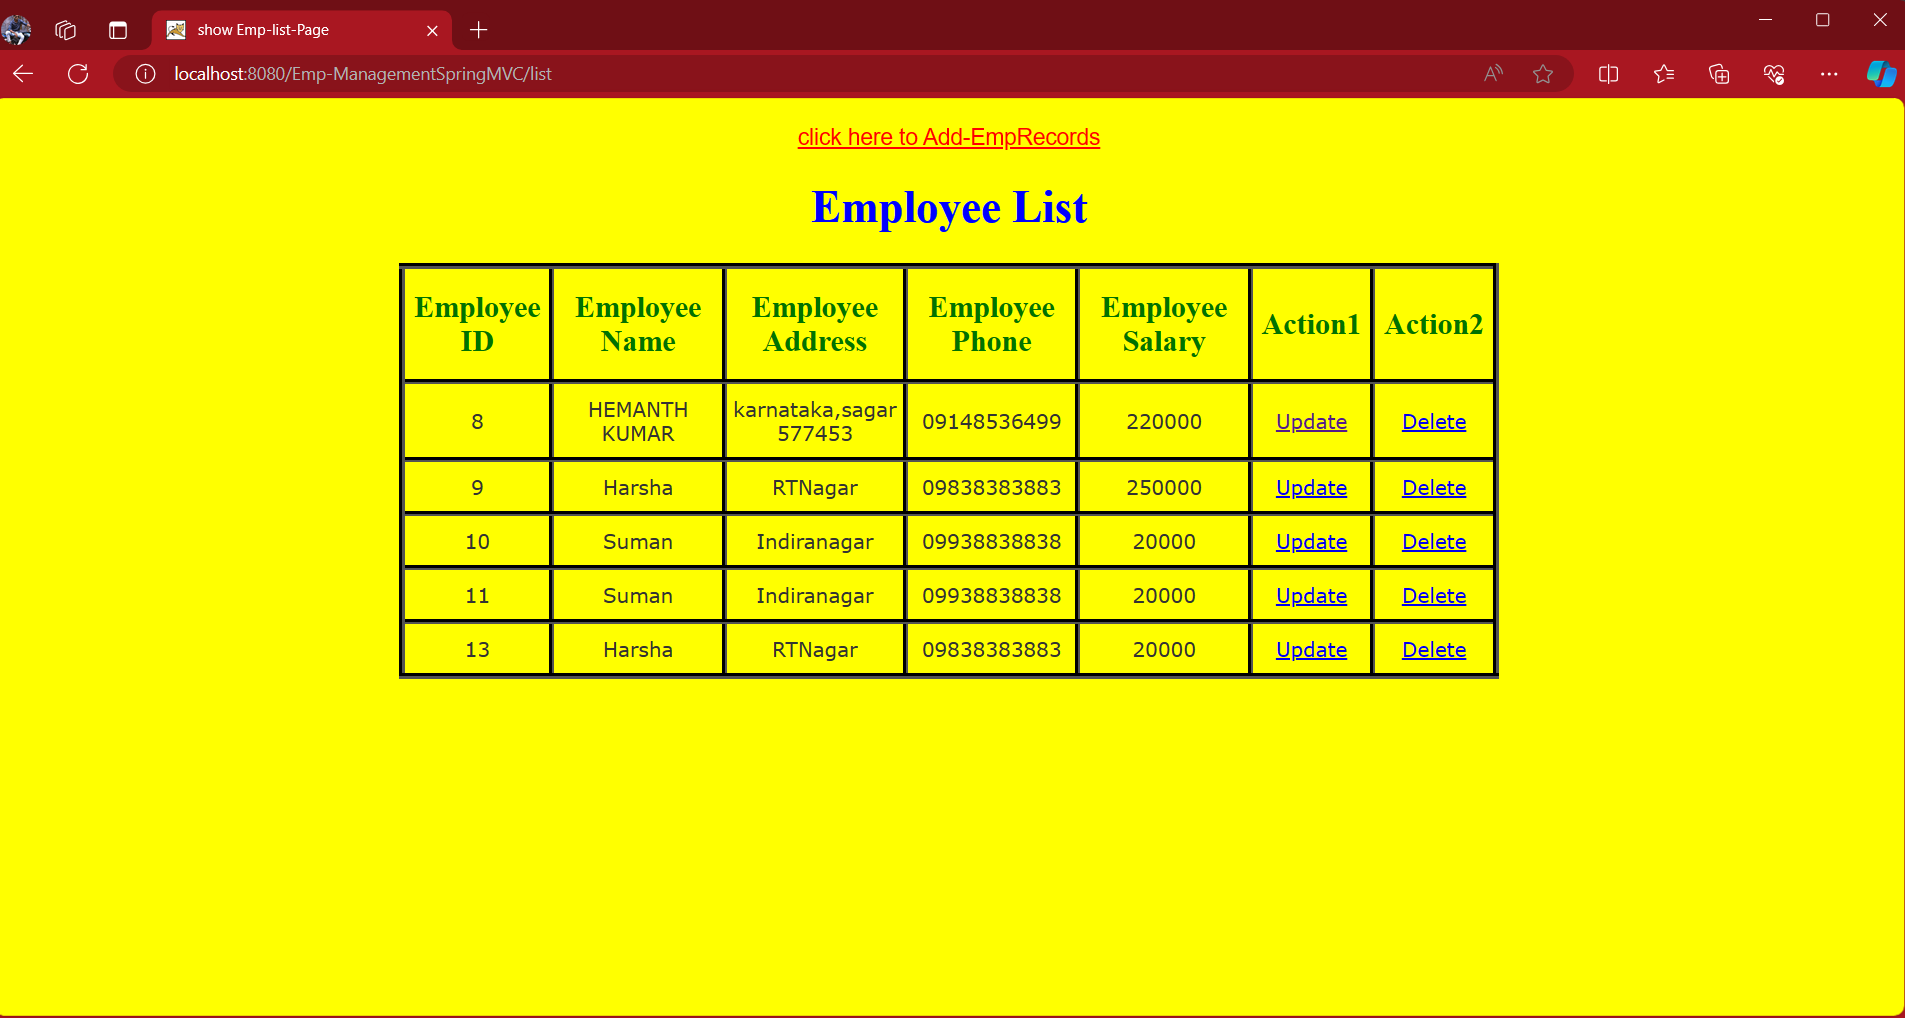 show Emp-list-Page
localhost:8080/Emp-ManagementSpringMVC/list
click here to Add-EmpRecords
Employee List
Employee ID Employee Name Employee Address Employee Phone Employee Salary Action1 Action2
8 HEMANTH KUMAR karnataka,sagar 577453 09148536499 220000 Update Delete
9 Harsha RTNagar 09838383883 250000 Update Delete
10 Suman Indiranagar 09938838838 20000 Update Delete
11 Suman Indiranagar 09938838838 20000 Update Delete
13 Harsha RTNagar 09838383883 20000 Update Delete